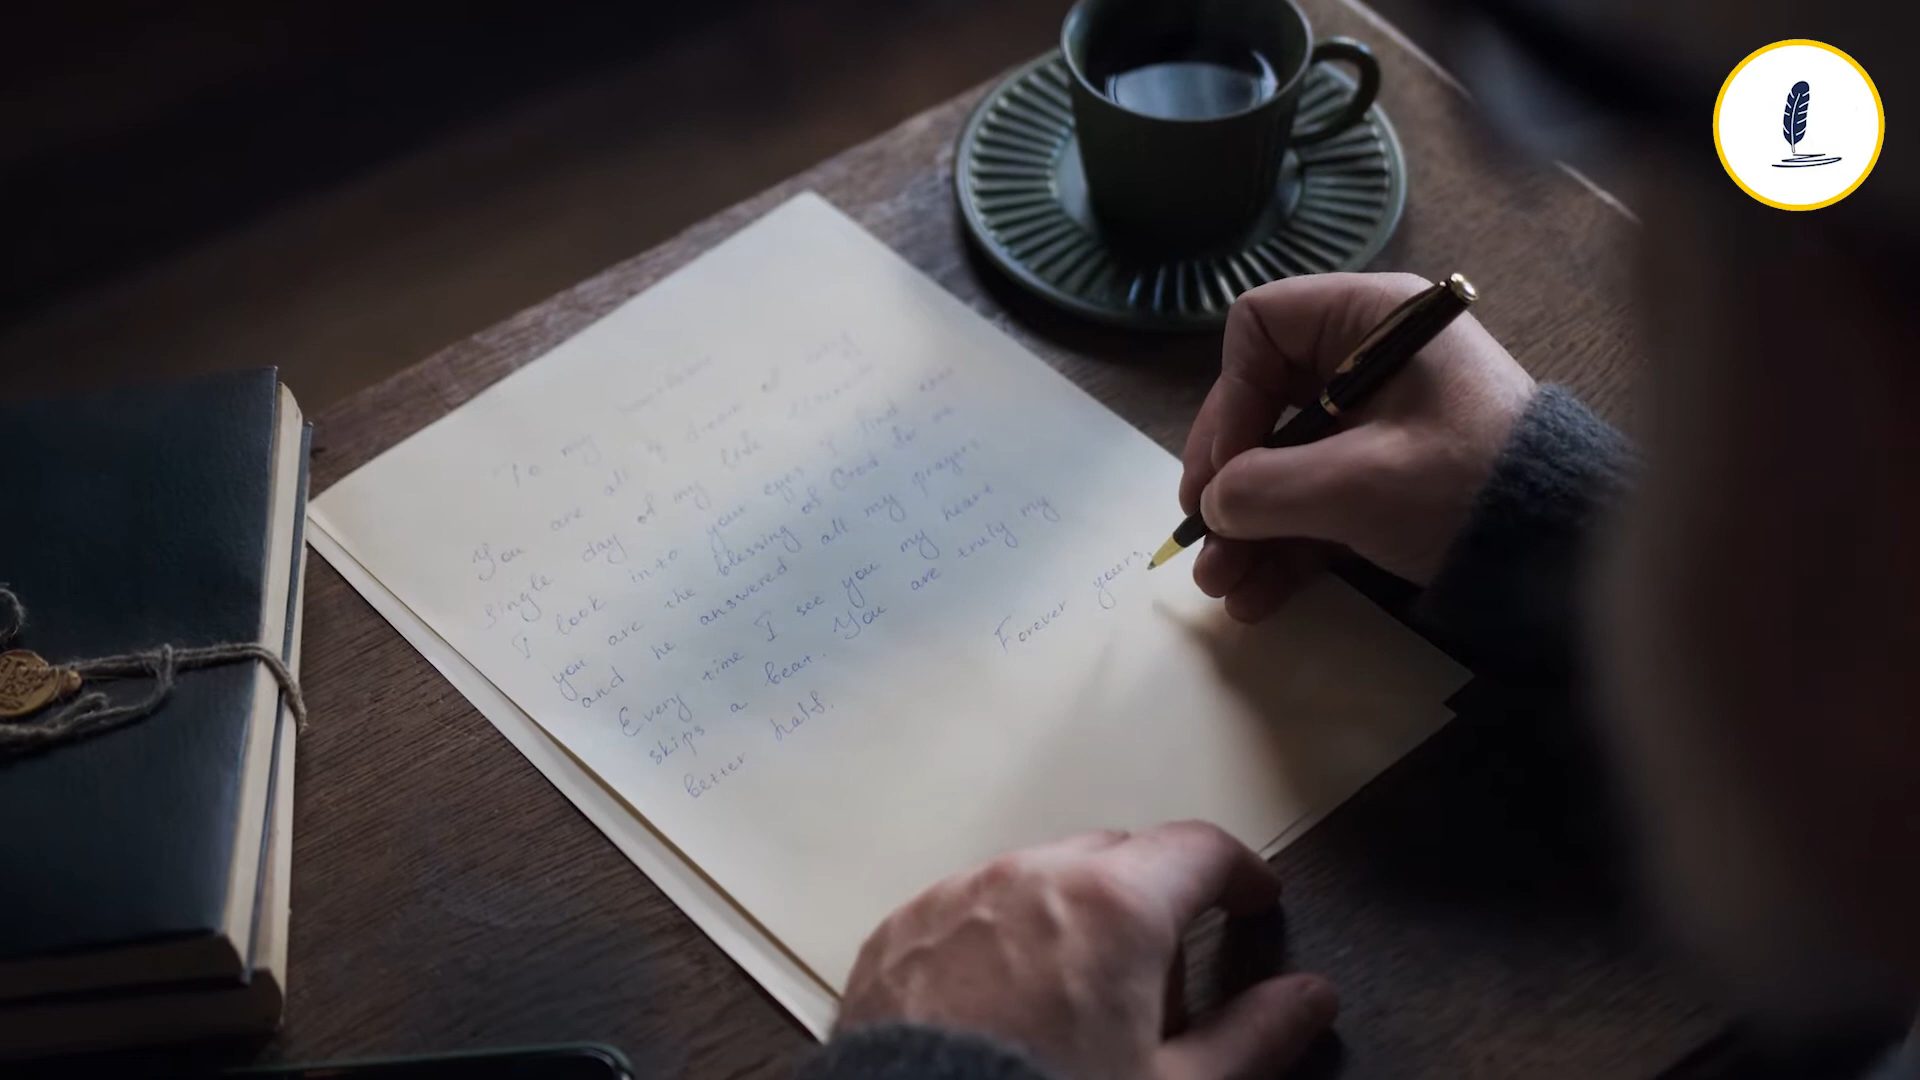 To my
You are all I dream of every
single day of my life
I look into your eyes I find
you are the blessing of God to me
and he answered all my prayers
Every time I see you my heart
skips a beat. You are truly my
better half.
Forever yours,